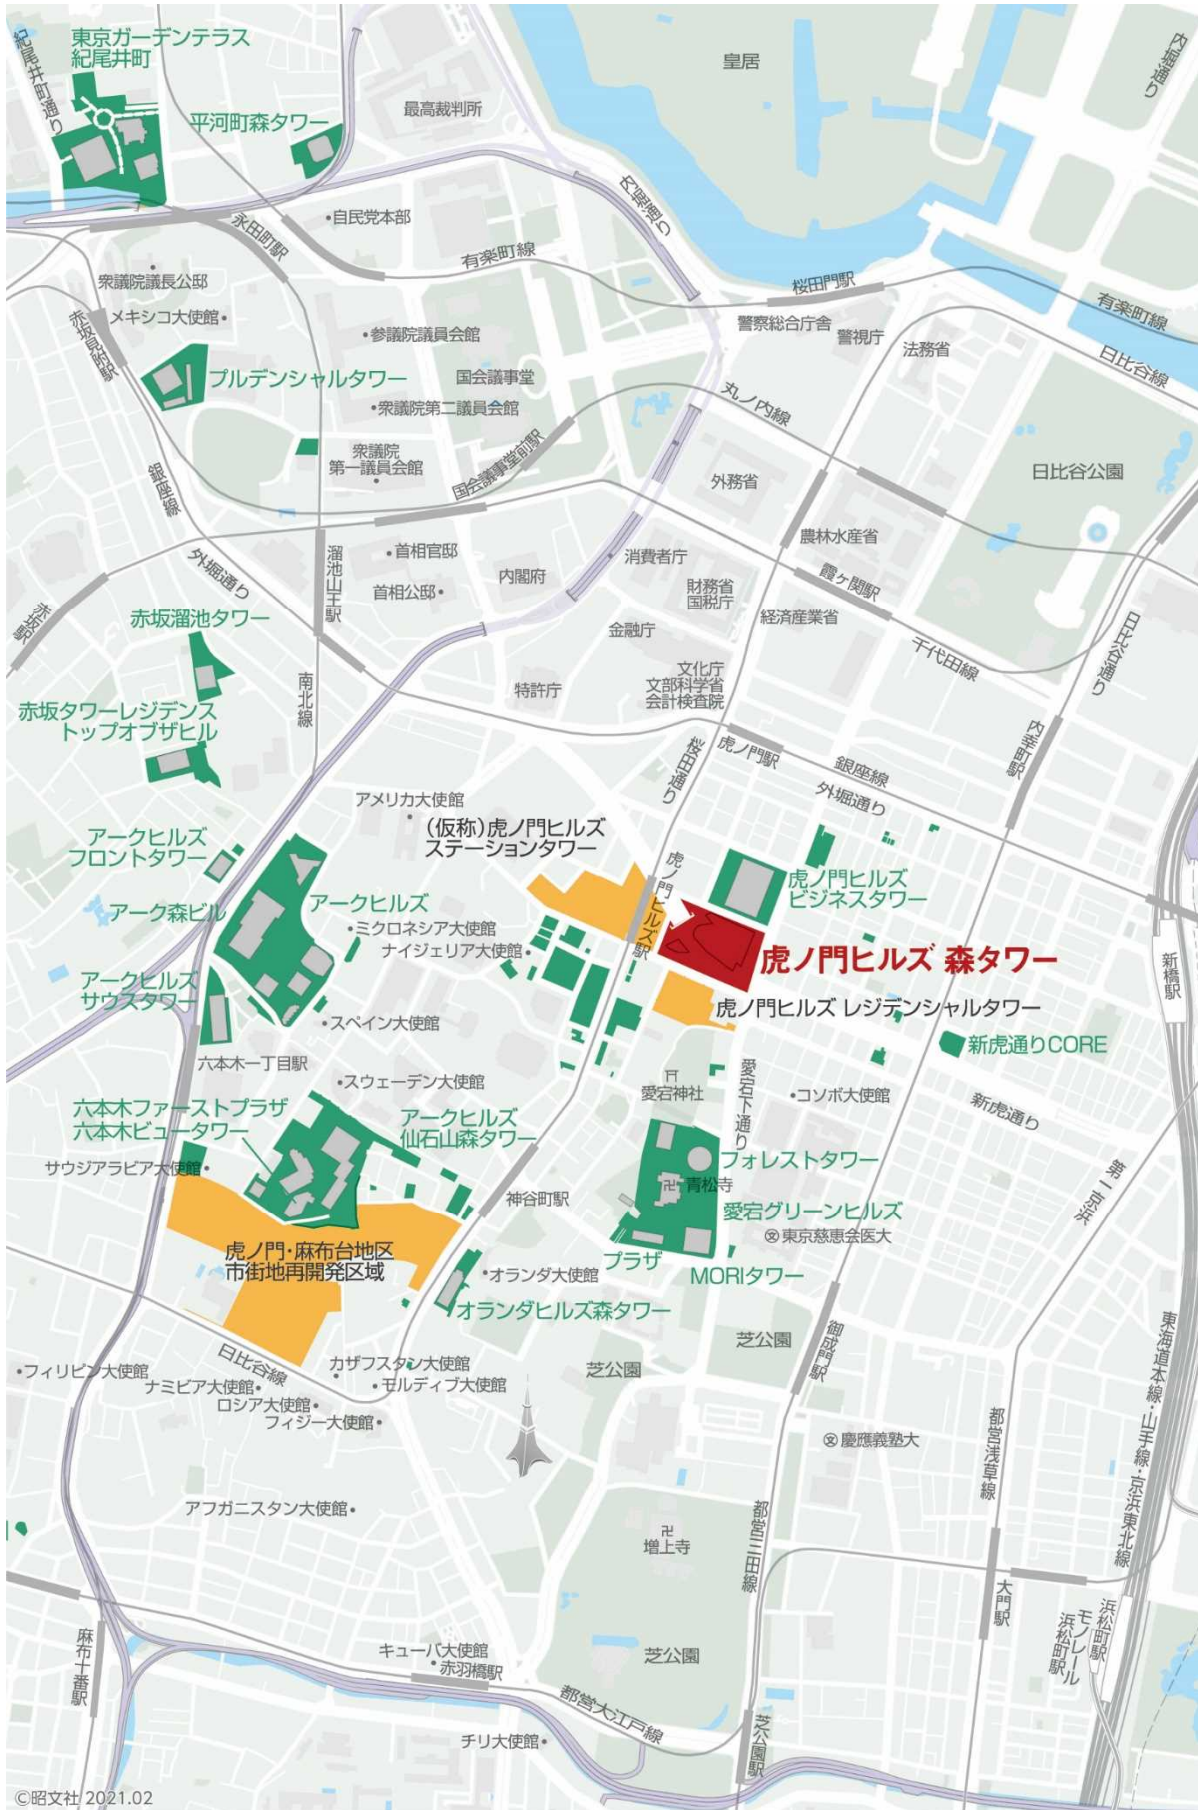 東京ガーデンテラス
紀尾井町
紀尾井町通り
平河町森タワー
最高裁判所
皇居
内堀通り
内堀通り
永田町駅
・自民党本部
有楽町線
衆議院議長公邸
メキシコ大使館・
赤坂見附駅
・参議院議員会館
桜田門駅
警察総合庁舎
警視庁
法務省
有楽町線
日比谷線
プルデンシャルタワー
国会議事堂
・衆議院第二議員会館
丸ノ内線
衆議院
第一議員会館
国会議事堂前駅
銀座線
外務省
日比谷公園
外堀通り
溜池山王駅
・首相官邸
首相公邸・
内閣府
消費者庁
財務省
国税庁
農林水産省
霞ヶ関駅
経済産業省
赤坂駅
赤坂溜池タワー
金融庁
千代田線
日比谷通り
南北線
特許庁
文化庁
文部科学省
会計検査院
赤坂タワーレジデンス
トップオブザヒル
桜田通り
虎ノ門駅
銀座線
外堀通り
内幸町駅
アメリカ大使館
(仮称)虎ノ門ヒルズ
ステーションタワー
アークヒルズ
フロントタワー
虎ノ門ヒルズ駅
虎ノ門ヒルズ
ビジネスタワー
アーク森ビル
アークヒルズ
・ミクロネシア大使館
ナイジェリア大使館・
虎ノ門ヒルズ 森タワー
新橋駅
アークヒルズ
サウスタワー
・スペイン大使館
虎ノ門ヒルズ レジデンシャルタワー
新虎通りCORE
六本木一丁目駅
・スウェーデン大使館
愛宕神社
愛宕下通り
・コソボ大使館
新虎通り
六本木ファーストプラザ
六本木ビュータワー
アークヒルズ
仙石山森タワー
サウジアラビア大使館・
神谷町駅
フォレストタワー
卍青松寺
第一京浜
愛宕グリーンヒルズ
文東京慈恵会医大
虎ノ門・麻布台地区
市街地再開発区域
・オランダ大使館
プラザ
MORIタワー
オランダヒルズ森タワー
芝公園
御成門駅
日比谷線
・フィリピン大使館
カザフスタン大使館
ナミビア大使館・
・モルディブ大使館
ロシア大使館・
フィジー大使館・
芝公園
東海道本線・山手線・京浜東北線
都営浅草線
文慶應義塾大
アフガニスタン大使館・
卍
増上寺
都営三田線
大門駅
浜松町駅
モノレール
浜松町駅
麻布十番駅
キューバ大使館
・赤羽橋駅
芝公園
都営大江戸線
チリ大使館・
芝公園駅
©昭文社 2021.02